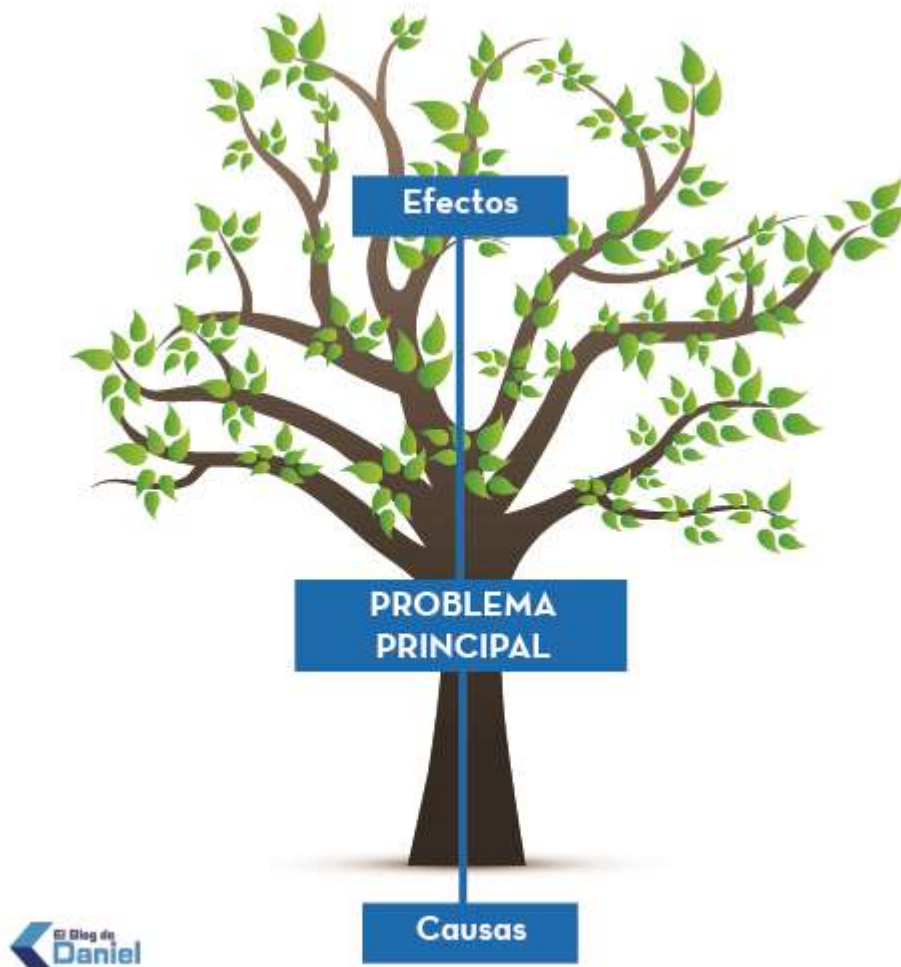 Efectos
PROBLEMA
PRINCIPAL
Causas
El Blog de
Daniel